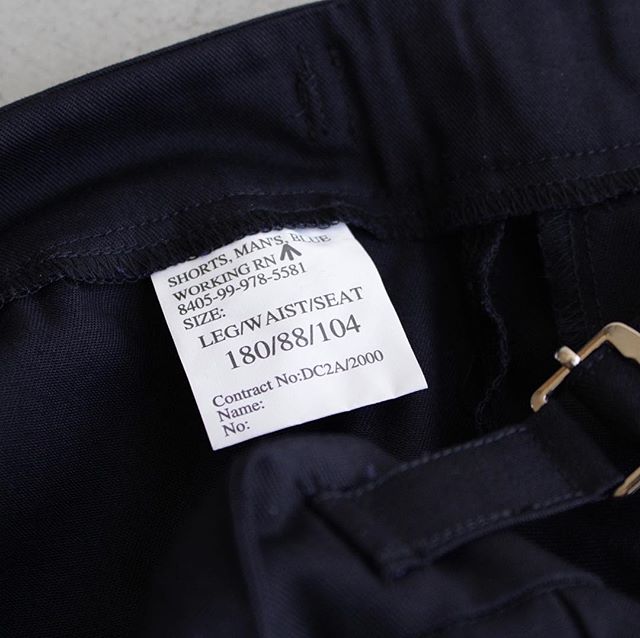 SHORTS, MAN'S, BLUE
WORKING RN
8405-99-978-5581
SIZE:
LEG/WAIST/SEAT
180/88/104
Contract No:DC2A/2000
Name:
No: